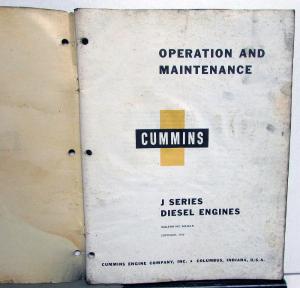 OPERATION AND
MAINTENANCE
CUMMINS
J SERIES
DIESEL ENGINES
CUMMINS ENGINE COMPANY, INC. • COLUMBUS, INDIANA, U.S.A.